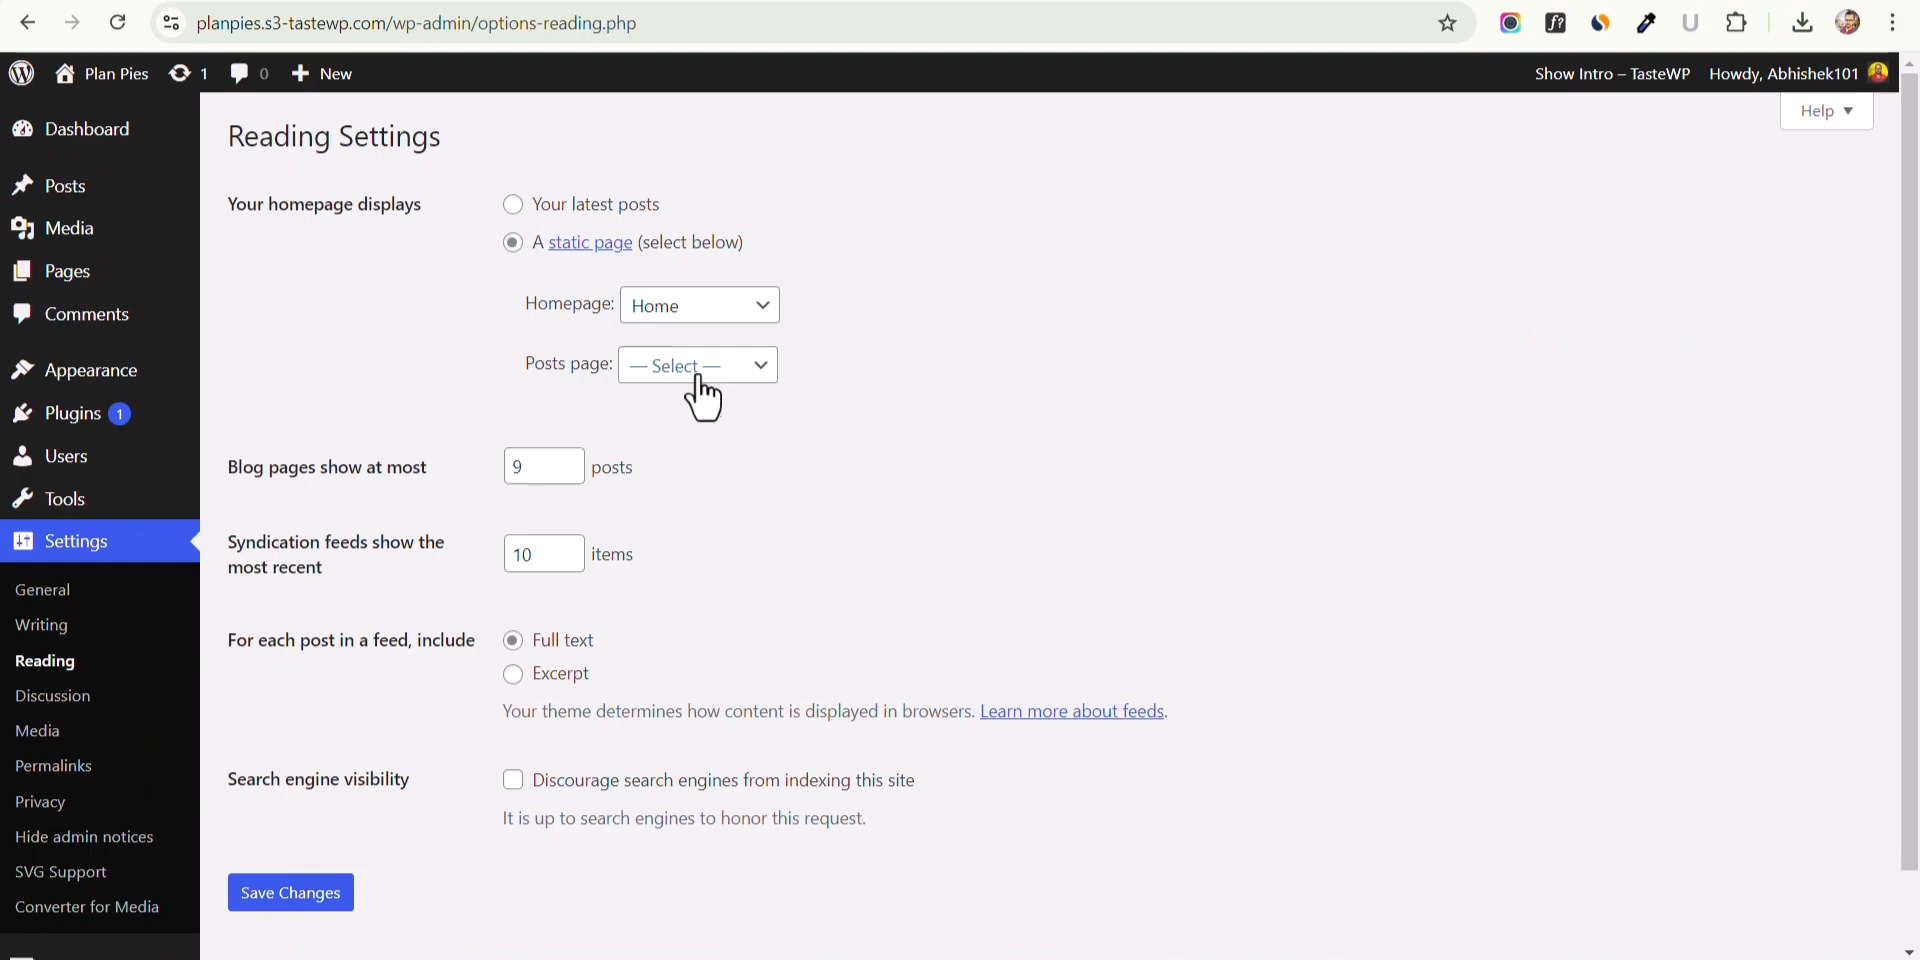 planpies.s3-tastewp.com/wp-admin/options-reading.php
Plan Pies 1 0 New Show Intro – TasteWP Howdy, Abhishek101
Help
Dashboard
Posts
Media
Pages
Comments
Appearance
Plugins 1
Users
Tools
Settings
General
Writing
Reading
Discussion
Media
Permalinks
Privacy
Hide admin notices
SVG Support
Converter for Media
Reading Settings
Your homepage displays
Your latest posts
A static page (select below)
Homepage: Home
Posts page: — Select —
Blog pages show at most 9 posts
Syndication feeds show the
most recent
10 items
For each post in a feed, include
Full text
Excerpt
Your theme determines how content is displayed in browsers. Learn more about feeds.
Search engine visibility
Discourage search engines from indexing this site
It is up to search engines to honor this request.
Save Changes